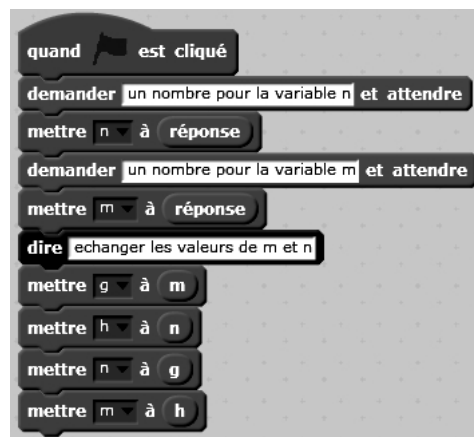 quand est cliqué
demander un nombre pour la variable n et attendre
mettre n à réponse
demander un nombre pour la variable m et attendre
mettre m à réponse
dire echanger les valeurs de m et n
mettre g à m
mettre h à n
mettre n à g
mettre m à h